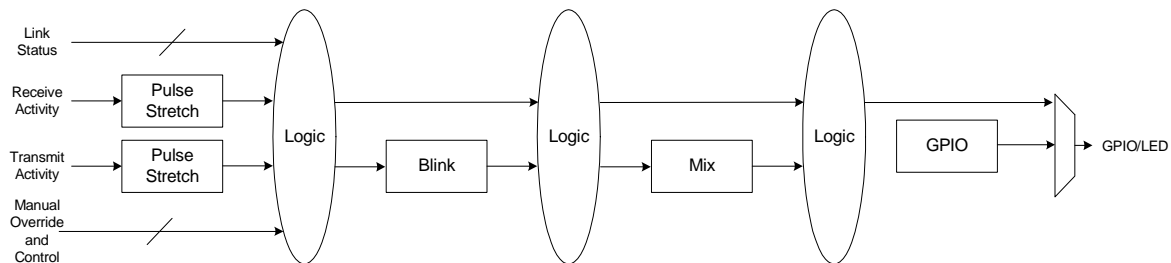 Link
Status
Receive
Activity
Pulse
Stretch
Transmit
Activity
Pulse
Stretch
Manual
Override
and
Control
Logic
Blink
Logic
Mix
Logic
GPIO
GPIO/LED